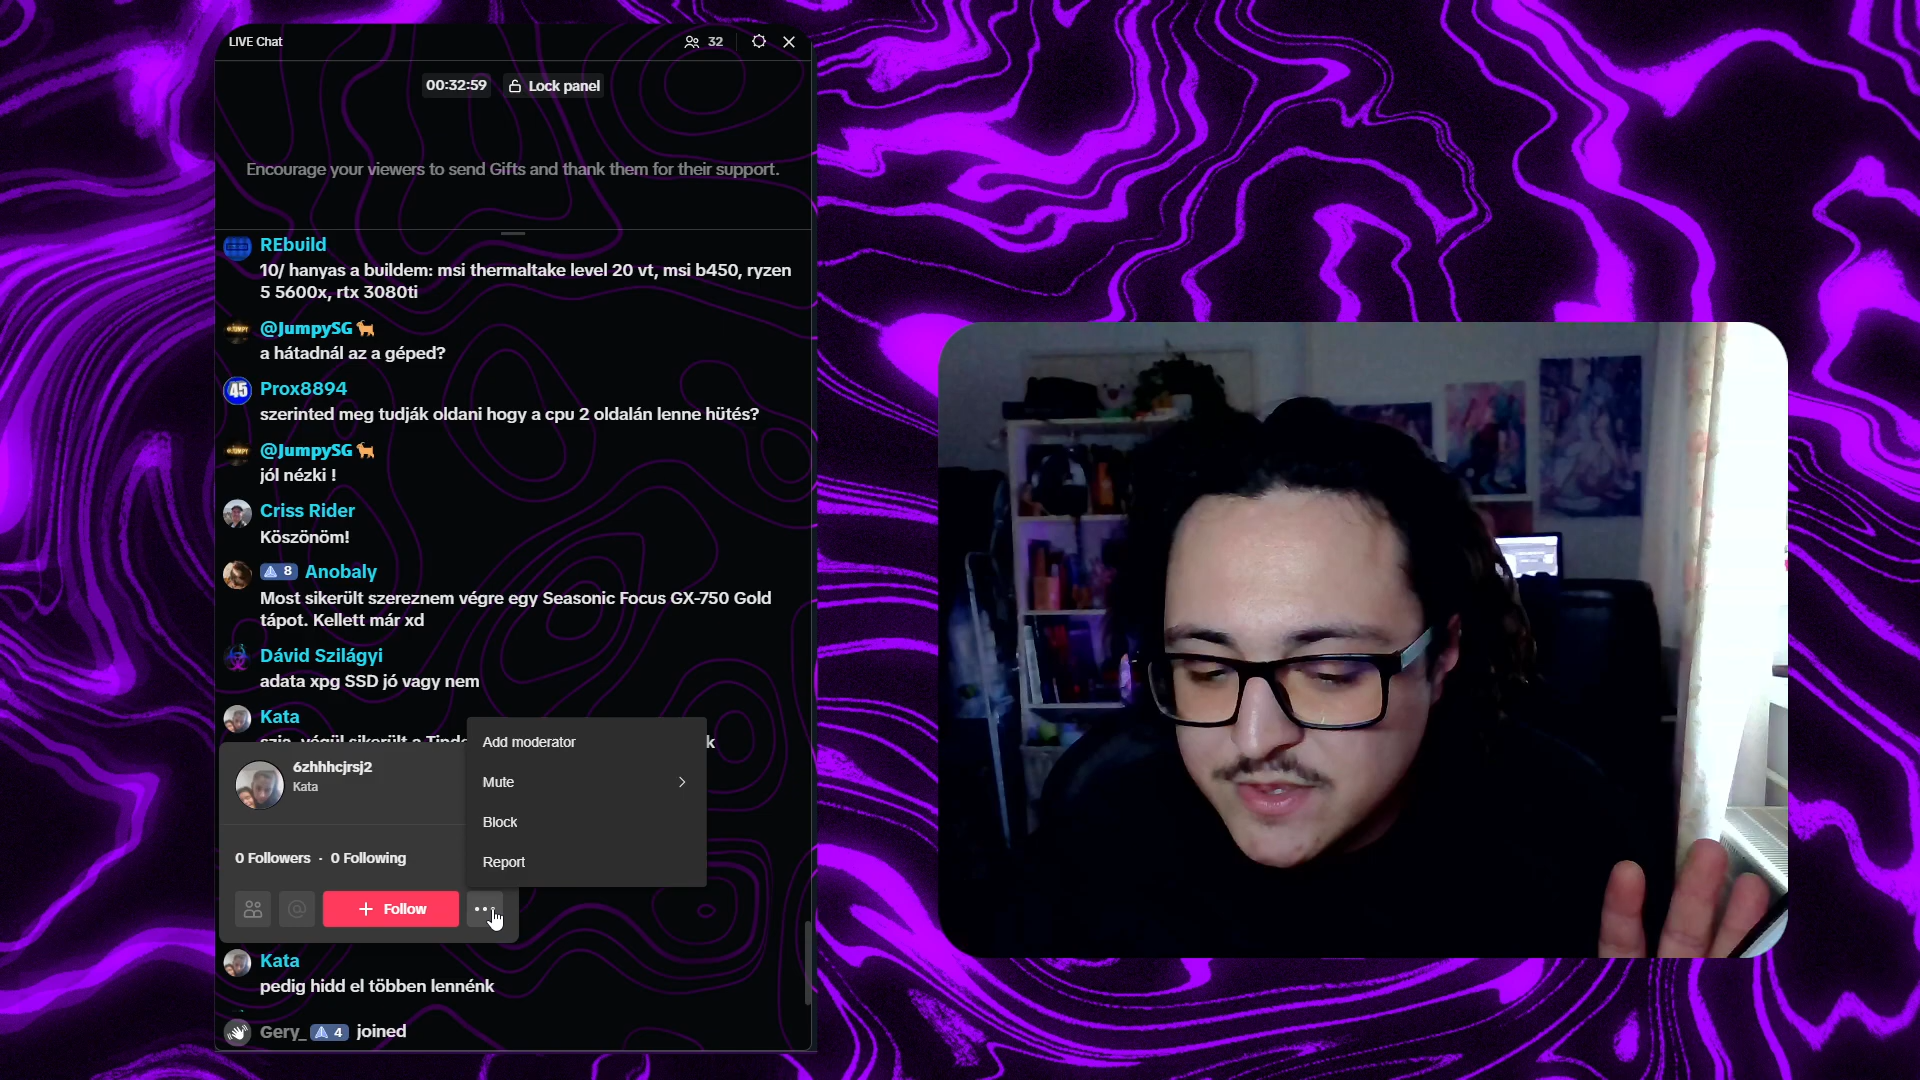 LIVE Chat
32
00:32:59
Lock panel
Encourage your viewers to send Gifts and thank them for their support.
REbuild
10/ hanyas a buildem: msi thermaltake level 20 vt, msi b450, ryzen
5 5600x, rtx 3080ti
@JumpySG🐕
a hátadnál az a géped?
45
Prox8894
szerinted meg tudják oldani hogy a cpu 2 oldalán lenne hűtés?
@JumpySG🐕
jól nézki !
Criss Rider
Köszönöm!
8 Anobaly
Most sikerült szereznem végre egy Seasonic Focus GX-750 Gold
tápot. Kellett már xd
Dávid Szilágyi
adata xpg SSD jó vagy nem
Kata
szia, végül sikerült a
Add moderator
Mute
Block
Report
6zhhhcjrsj2
Kata
0 Followers · 0 Following
+ Follow
Kata
pedig hidd el többen lennénk
Gery_ 4 joined